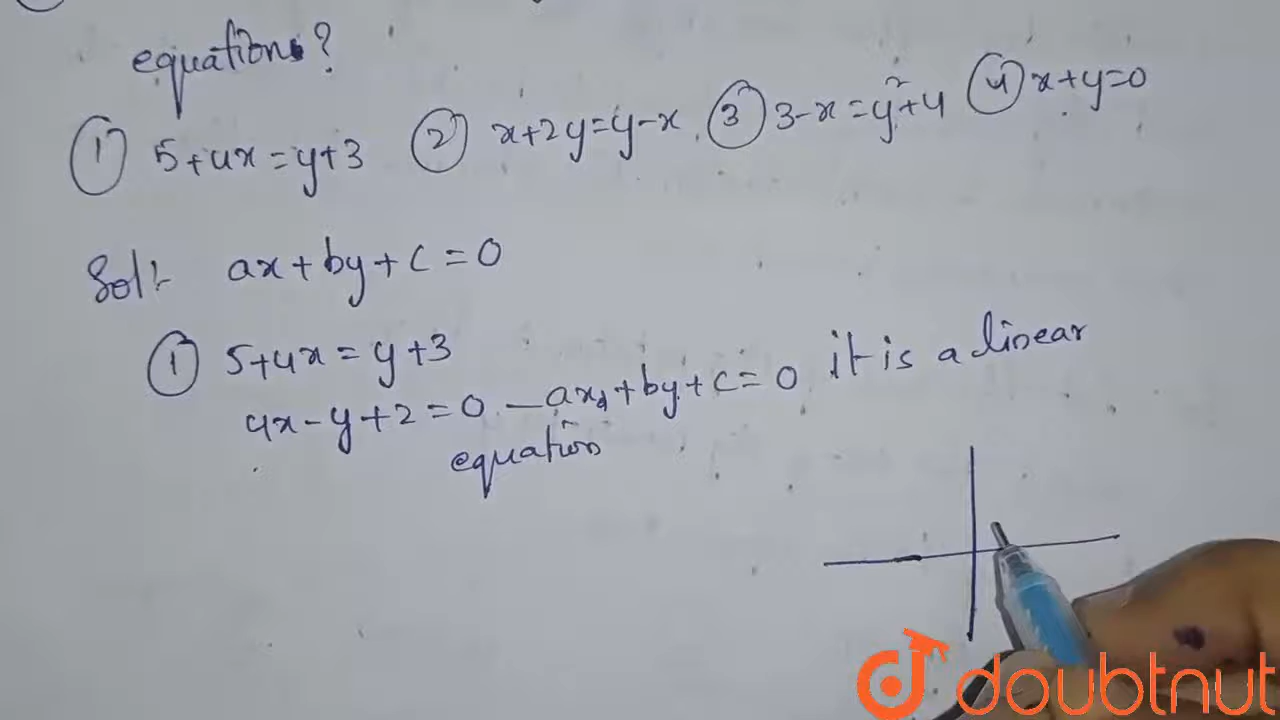 equations?
① 5+4x=y+3 ② x+2y=y-x ③ 3-x=y²+4 ④ x+y=0
Sol:- ax+by+c=0
① 5+4x=y+3
4x-y+2=0 - ax+by+c=0 it is a linear
equation
doubtnut